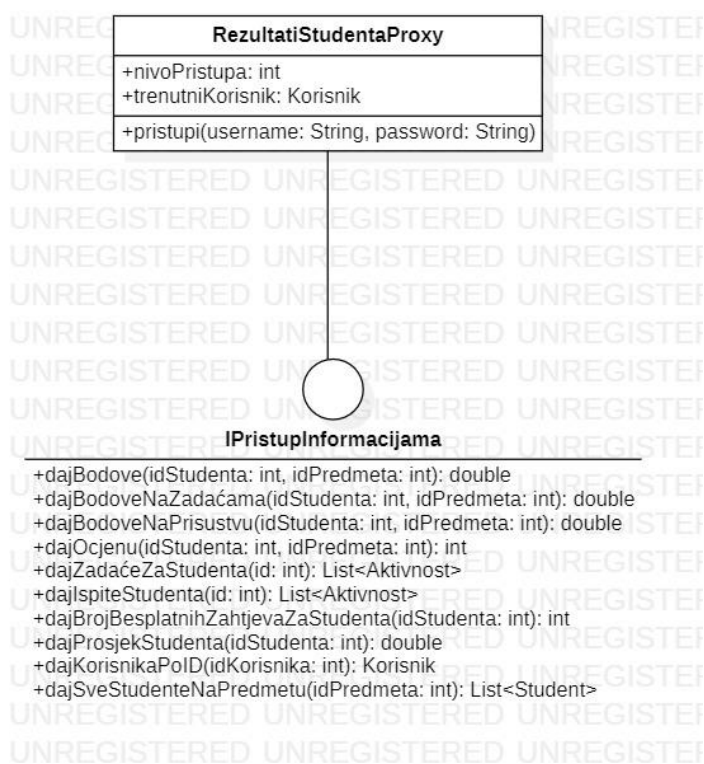 RezultatiStudentaProxy
+nivoPristupa: int
+trenutniKorisnik: Korisnik
+pristupi(username: String, password: String)
IPristupInformacijama
+dajBodove(idStudenta: int, idPredmeta: int): double
+dajBodoveNaZadaćama(idStudenta: int, idPredmeta: int): double
+dajBodoveNaPrisustvu(idStudenta: int, idPredmeta: int): double
+dajOcjenu(idStudenta: int, idPredmeta: int): int
+dajZadaćeZaStudenta(id: int): List<Aktivnost>
+dajIspiteStudenta(id: int): List<Aktivnost>
+dajBrojBesplatnihZahtjevaZaStudenta(idStudenta: int): int
+dajProsjekStudenta(idStudenta: int): double
+dajKorisnikaPoID(idKorisnika: int): Korisnik
+dajSveStudenteNaPredmetu(idPredmeta: int): List<Student>
UNREGISTERED UNREGISTERED